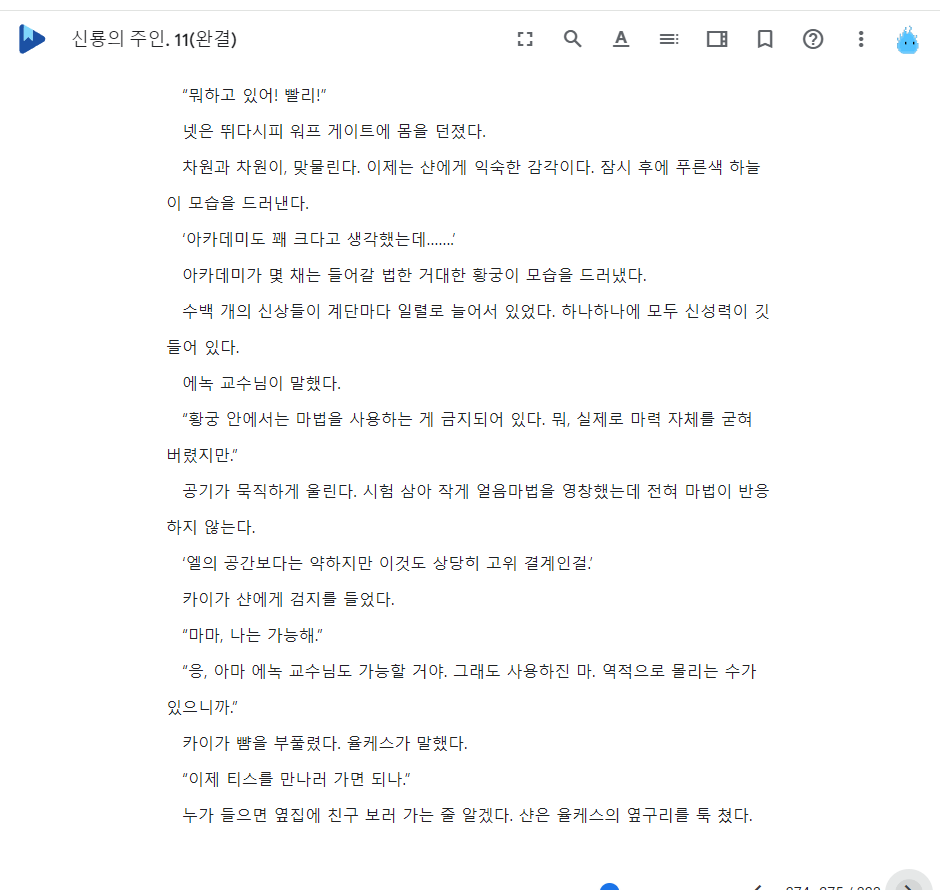 신룡의 주인. 11(완결)
“뭐하고 있어! 빨리!”
넷은 뛰다시피 워프 게이트에 몸을 던졌다.
차원과 차원이, 맞물린다. 이제는 샨에게 익숙한 감각이다. 잠시 후에 푸른색 하늘
이 모습을 드러낸다.
‘아카데미도 꽤 크다고 생각했는데…….’
아카데미가 몇 채는 들어갈 법한 거대한 황궁이 모습을 드러냈다.
수백 개의 신상들이 계단마다 일렬로 늘어서 있었다. 하나하나에 모두 신성력이 깃
들어 있다.
에녹 교수님이 말했다.
“황궁 안에서는 마법을 사용하는 게 금지되어 있다. 뭐, 실제로 마력 자체를 굳혀
버렸지만.”
공기가 묵직하게 울린다. 시험 삼아 작게 얼음마법을 영창했는데 전혀 마법이 반응
하지 않는다.
‘엘의 공간보다는 약하지만 이것도 상당히 고위 결계인걸.’
카이가 샨에게 검지를 들었다.
“마마, 나는 가능해.”
“응, 아마 에녹 교수님도 가능할 거야. 그래도 사용하진 마. 역적으로 몰리는 수가
있으니까.”
카이가 뺨을 부풀렸다. 율케스가 말했다.
“이제 티스를 만나러 가면 되나.”
누가 들으면 옆집에 친구 보러 가는 줄 알겠다. 샨은 율케스의 옆구리를 툭 쳤다.